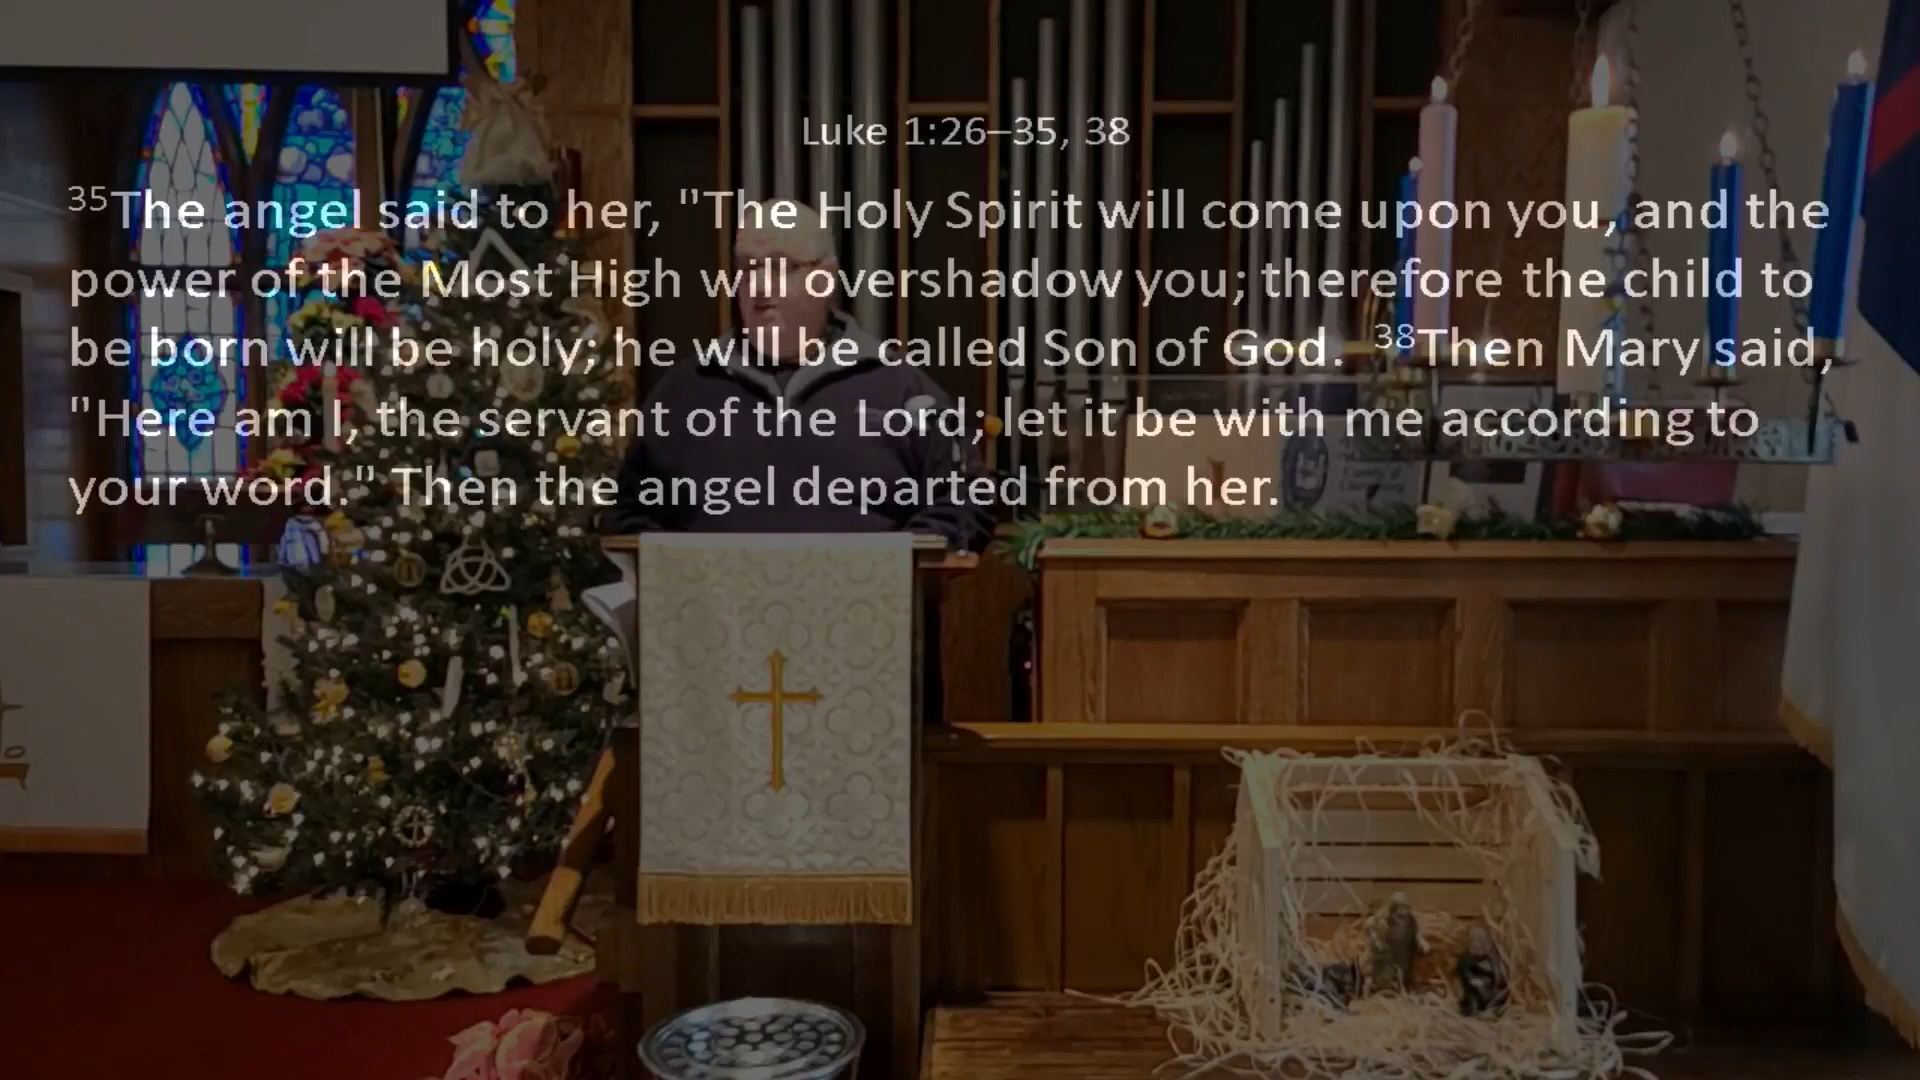 Luke 1:26–35, 38
35The angel said to her, "The Holy Spirit will come upon you, and the
power of the Most High will overshadow you; therefore the child to
be born will be holy; he will be called Son of God. 38Then Mary said,
"Here am I, the servant of the Lord; let it be with me according to
your word." Then the angel departed from her.